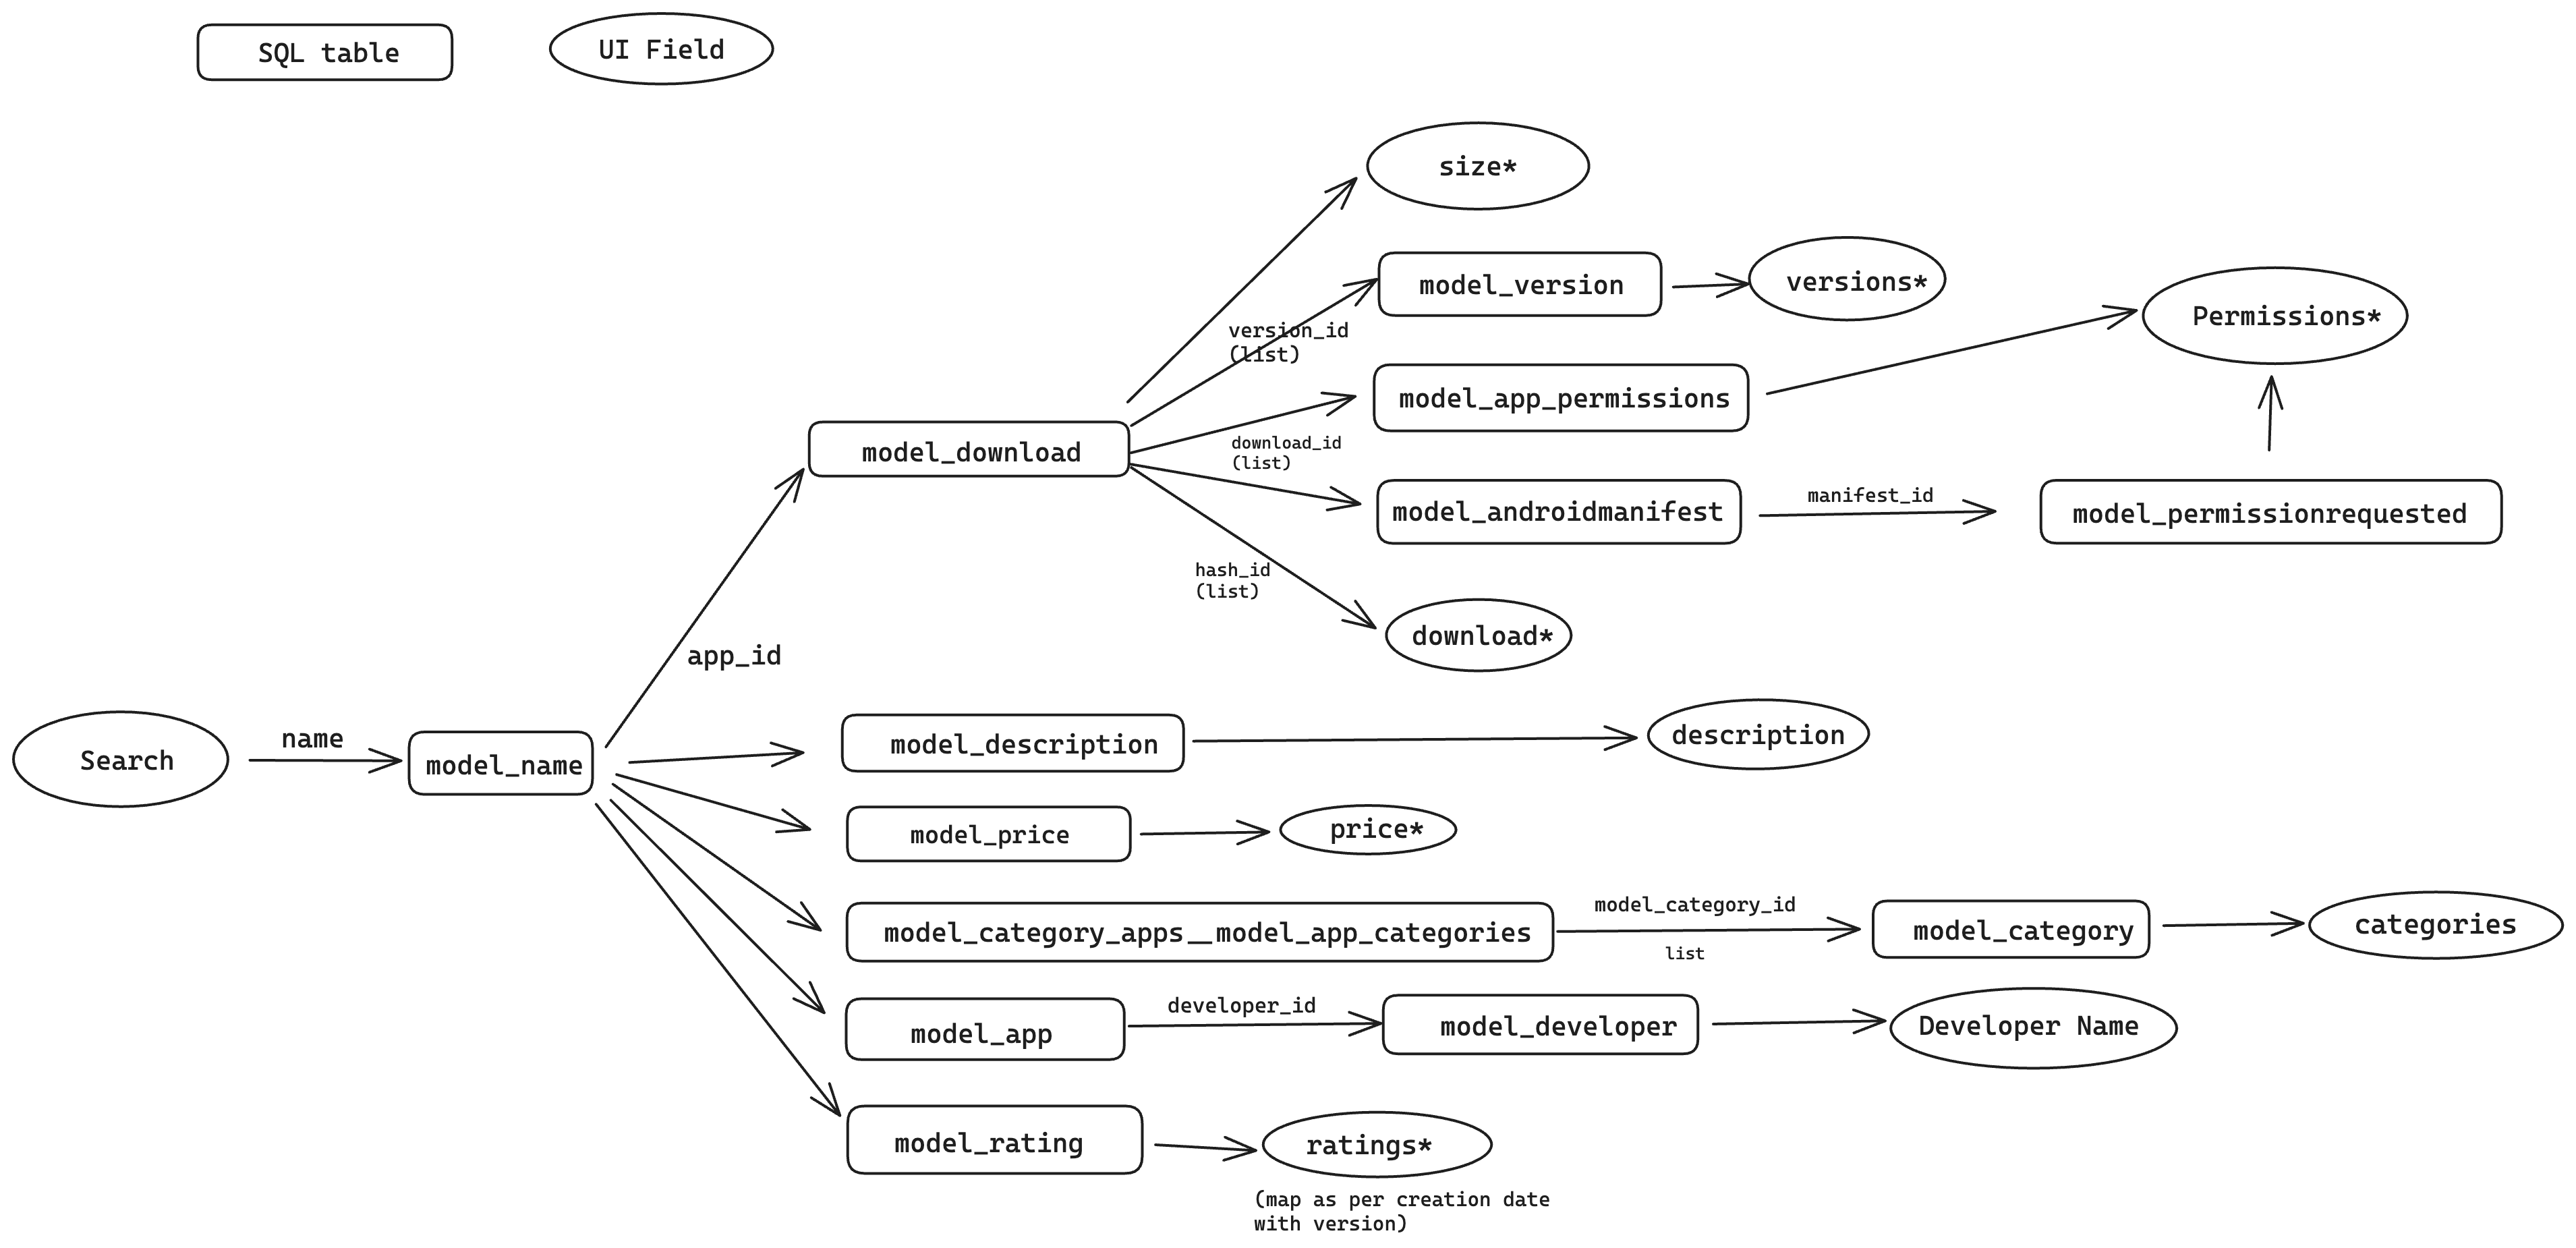 SQL table
UI Field
size*
model_version
versions*
Permissions*
version_id
(list)
model_app_permissions
model_download
download_id
(list)
manifest_id
model_androidmanifest
model_permissionrequested
hash_id
(list)
download*
app_id
name
Search
model_name
model_description
description
model_price
price*
model_category_apps__model_app_categories
model_category_id
list
model_category
categories
model_app
developer_id
model_developer
Developer Name
model_rating
ratings*
(map as per creation date
with version)